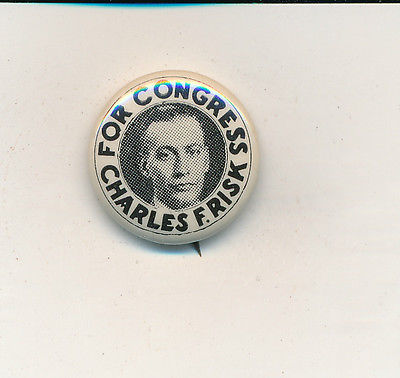 FOR CONGRESS
CHARLES F. RISK